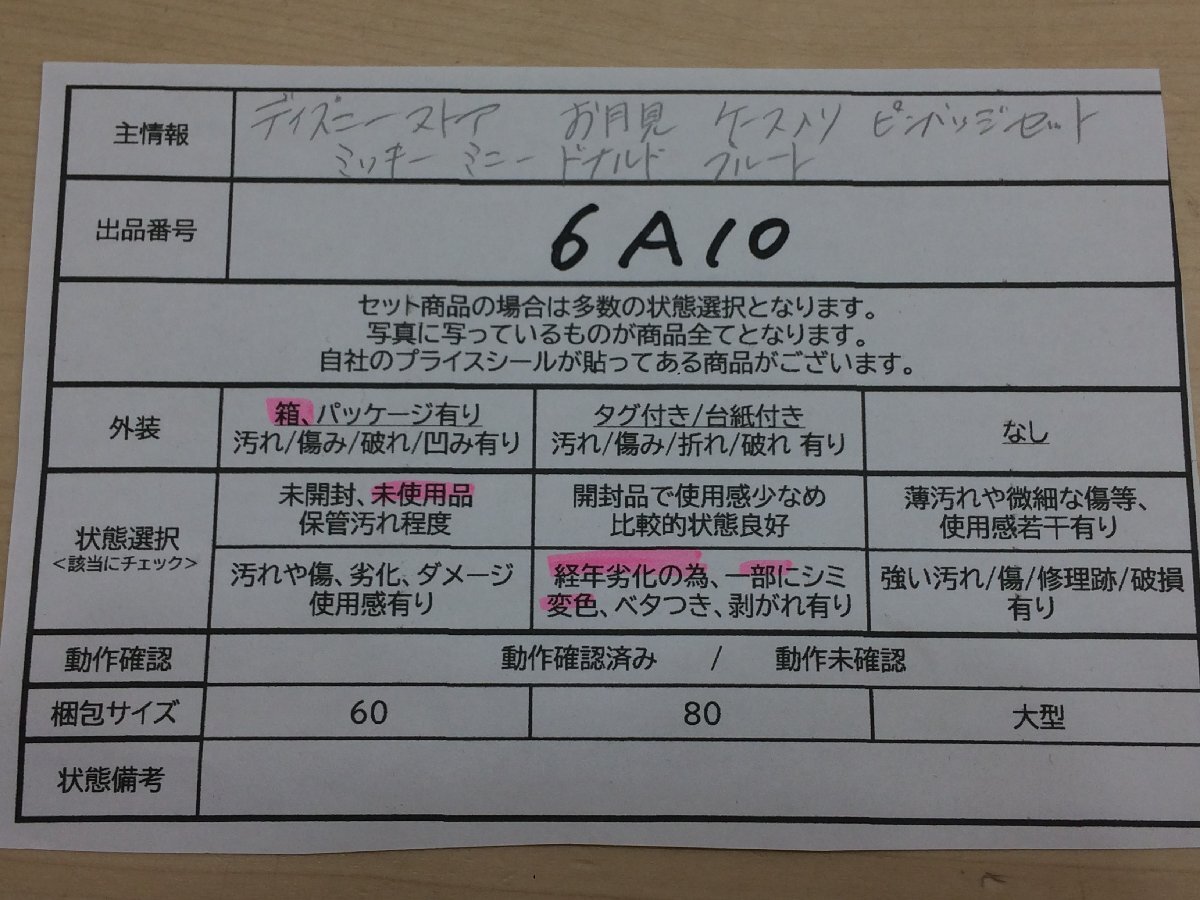 主情報
ディズニーストア お月見 ケース入り ピンバッジセット
ミッキー ミニー ドナルド フルート
出品番号
6A10
セット商品の場合は多数の状態選択となります。
写真に写っているものが商品全てとなります。
自社のプライスシールが貼ってある商品がございます。
外装
箱、パッケージ有り
汚れ/傷み/破れ/凹み有り
タグ付き/台紙付き
汚れ/傷み/折れ/破れ 有り
なし
状態選択
<該当にチェック>
未開封、未使用品
保管汚れ程度
開封品で使用感少なめ
比較的状態良好
薄汚れや微細な傷等、
使用感若干有り
汚れや傷、劣化、ダメージ
使用感有り
経年劣化の為、一部にシミ
変色、ベタつき、剥がれ有り
強い汚れ/傷/修理跡/破損
有り
動作確認
動作確認済み / 動作未確認
梱包サイズ
60
80
大型
状態備考